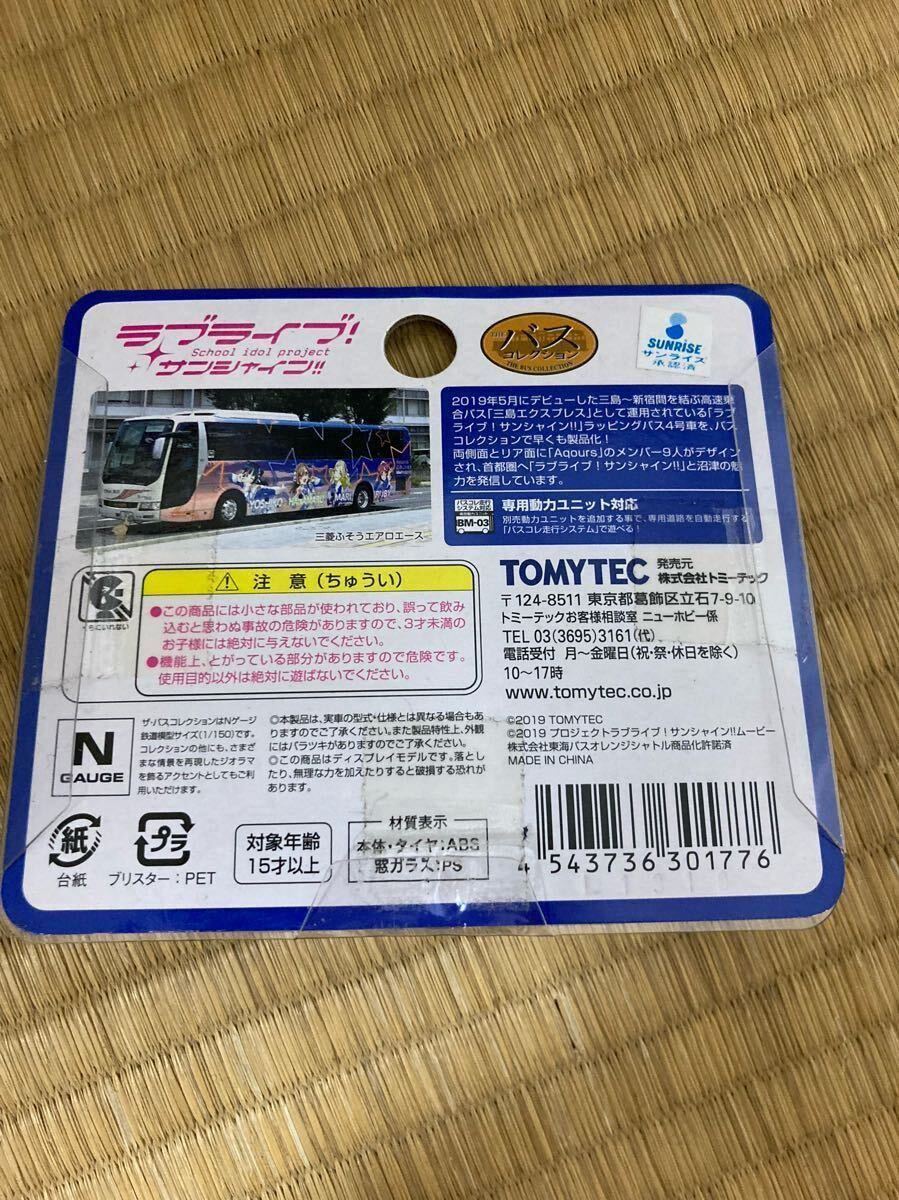 ラブライブ!
School idol project
サンシャイン!!
THE
バス
コレクション
THE BUS COLLECTION
SUNRISE
サンライズ
承認済
YOSHIKO HANAMARU MARI RUBY
三菱ふそうエアロエース
2019年5月にデビューした三島～新宿間を結ぶ高速乗
合バス「三島エクスプレス」として運用されている「ラブ
ライブ!サンシャイン!!」ラッピングバス4号車を、バス
コレクションで早くも製品化!
両側面とリア面に「Aqours」のメンバー9人がデザイン
され、首都圏へ「ラブライブ!サンシャイン!!」と沼津の魅
力を発信しています。
バスコレ走行
システム対応
BM-03
専用動力ユニット対応
別売動力ユニットを追加する事で、専用道路を自動走行する
「バスコレ走行システム」で遊べる!
くちにいれない
注意(ちゅうい)
●この商品には小さな部品が使われており、誤って飲み
込むと思わぬ事故の危険がありますので、3才未満の
お子様には絶対に与えないでください。
●機能上、とがっている部分がありますので危険です。
使用目的以外は絶対に遊ばないでください。
TOMYTEC 発売元
株式会社トミーテック
〒124-8511 東京都葛飾区立石7-9-10
トミーテックお客様相談室 ニューホビー係
TEL 03(3695)3161(代)
電話受付 月～金曜日(祝・祭・休日を除く)
10～17時
www.tomytec.co.jp
N
GAUGE
ザ・バスコレクションはNゲージ
鉄道模型サイズ(1/150)です。
コレクションの他にも、さまざ
まな情景を再現したジオラマ
を飾るアクセントとしてもご利
用いただけます。
◎本製品は、実車の型式・仕様とは異なる場合もあ
りますのでご了承ください。また製品特性上、外観
にはバラツキがありますのでご了承ください。
◎この商品はディスプレイモデルです。落とし
たり、無理な力を加えたりすると破損する恐れが
あります。
©2019 TOMYTEC
©2019 プロジェクトラブライブ!サンシャイン!!ムービー
株式会社東海バスオレンジシャトル商品化許諾済
MADE IN CHINA
紙
台紙
プラ
ブリスター:PET
対象年齢
15才以上
材質表示
本体・タイヤ:ABS
窓ガラス:PS
4 543736 301776